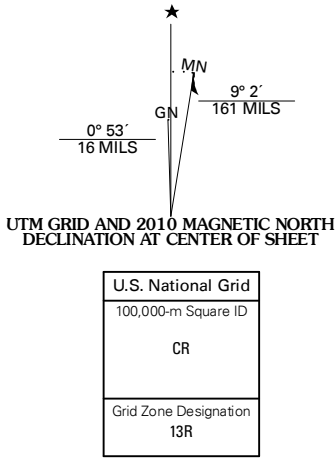 ★
MN
GN
9° 2´
161 MILS
0° 53´
16 MILS
UTM GRID AND 2010 MAGNETIC NORTH
DECLINATION AT CENTER OF SHEET
U.S. National Grid
100,000-m Square ID
CR
Grid Zone Designation
13R